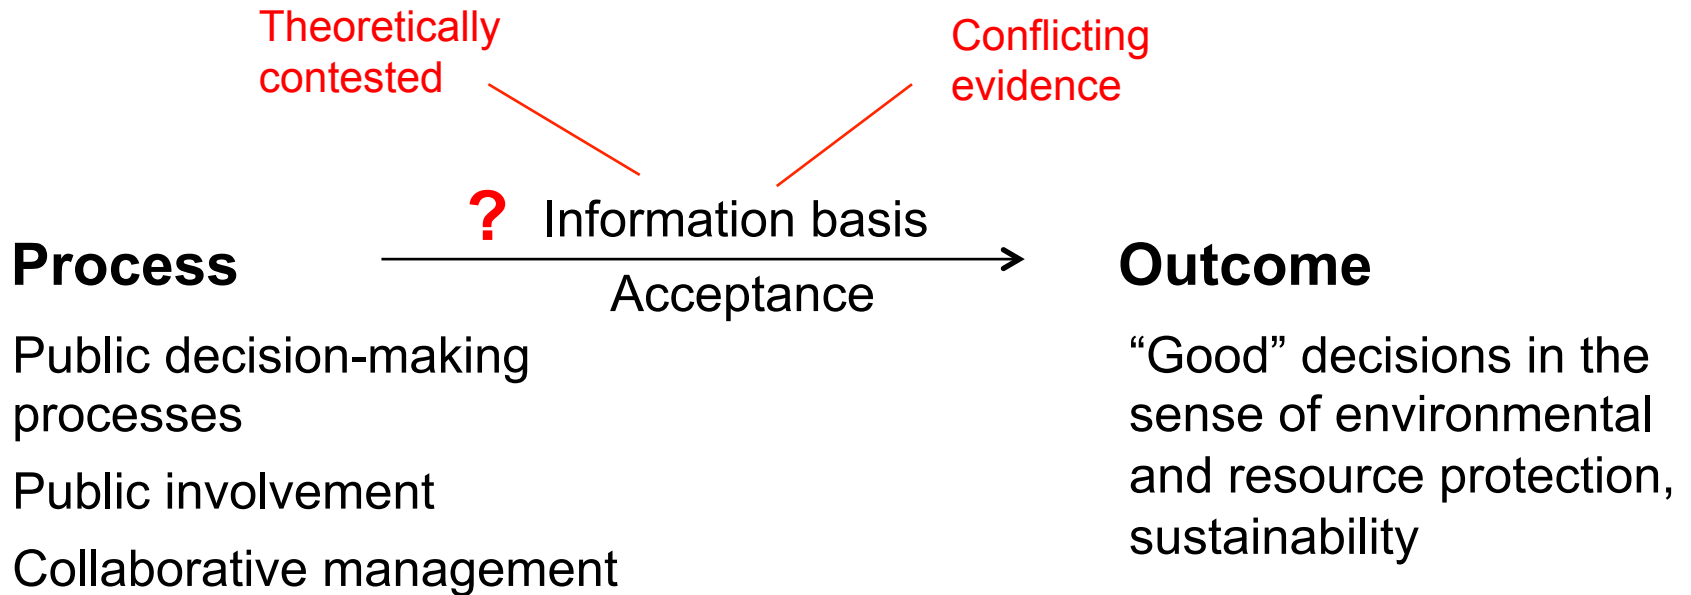 Theoretically
contested
Conflicting
evidence
? Information basis
Acceptance
Process
Public decision-making
processes
Public involvement
Collaborative management
Outcome
“Good” decisions in the
sense of environmental
and resource protection,
sustainability